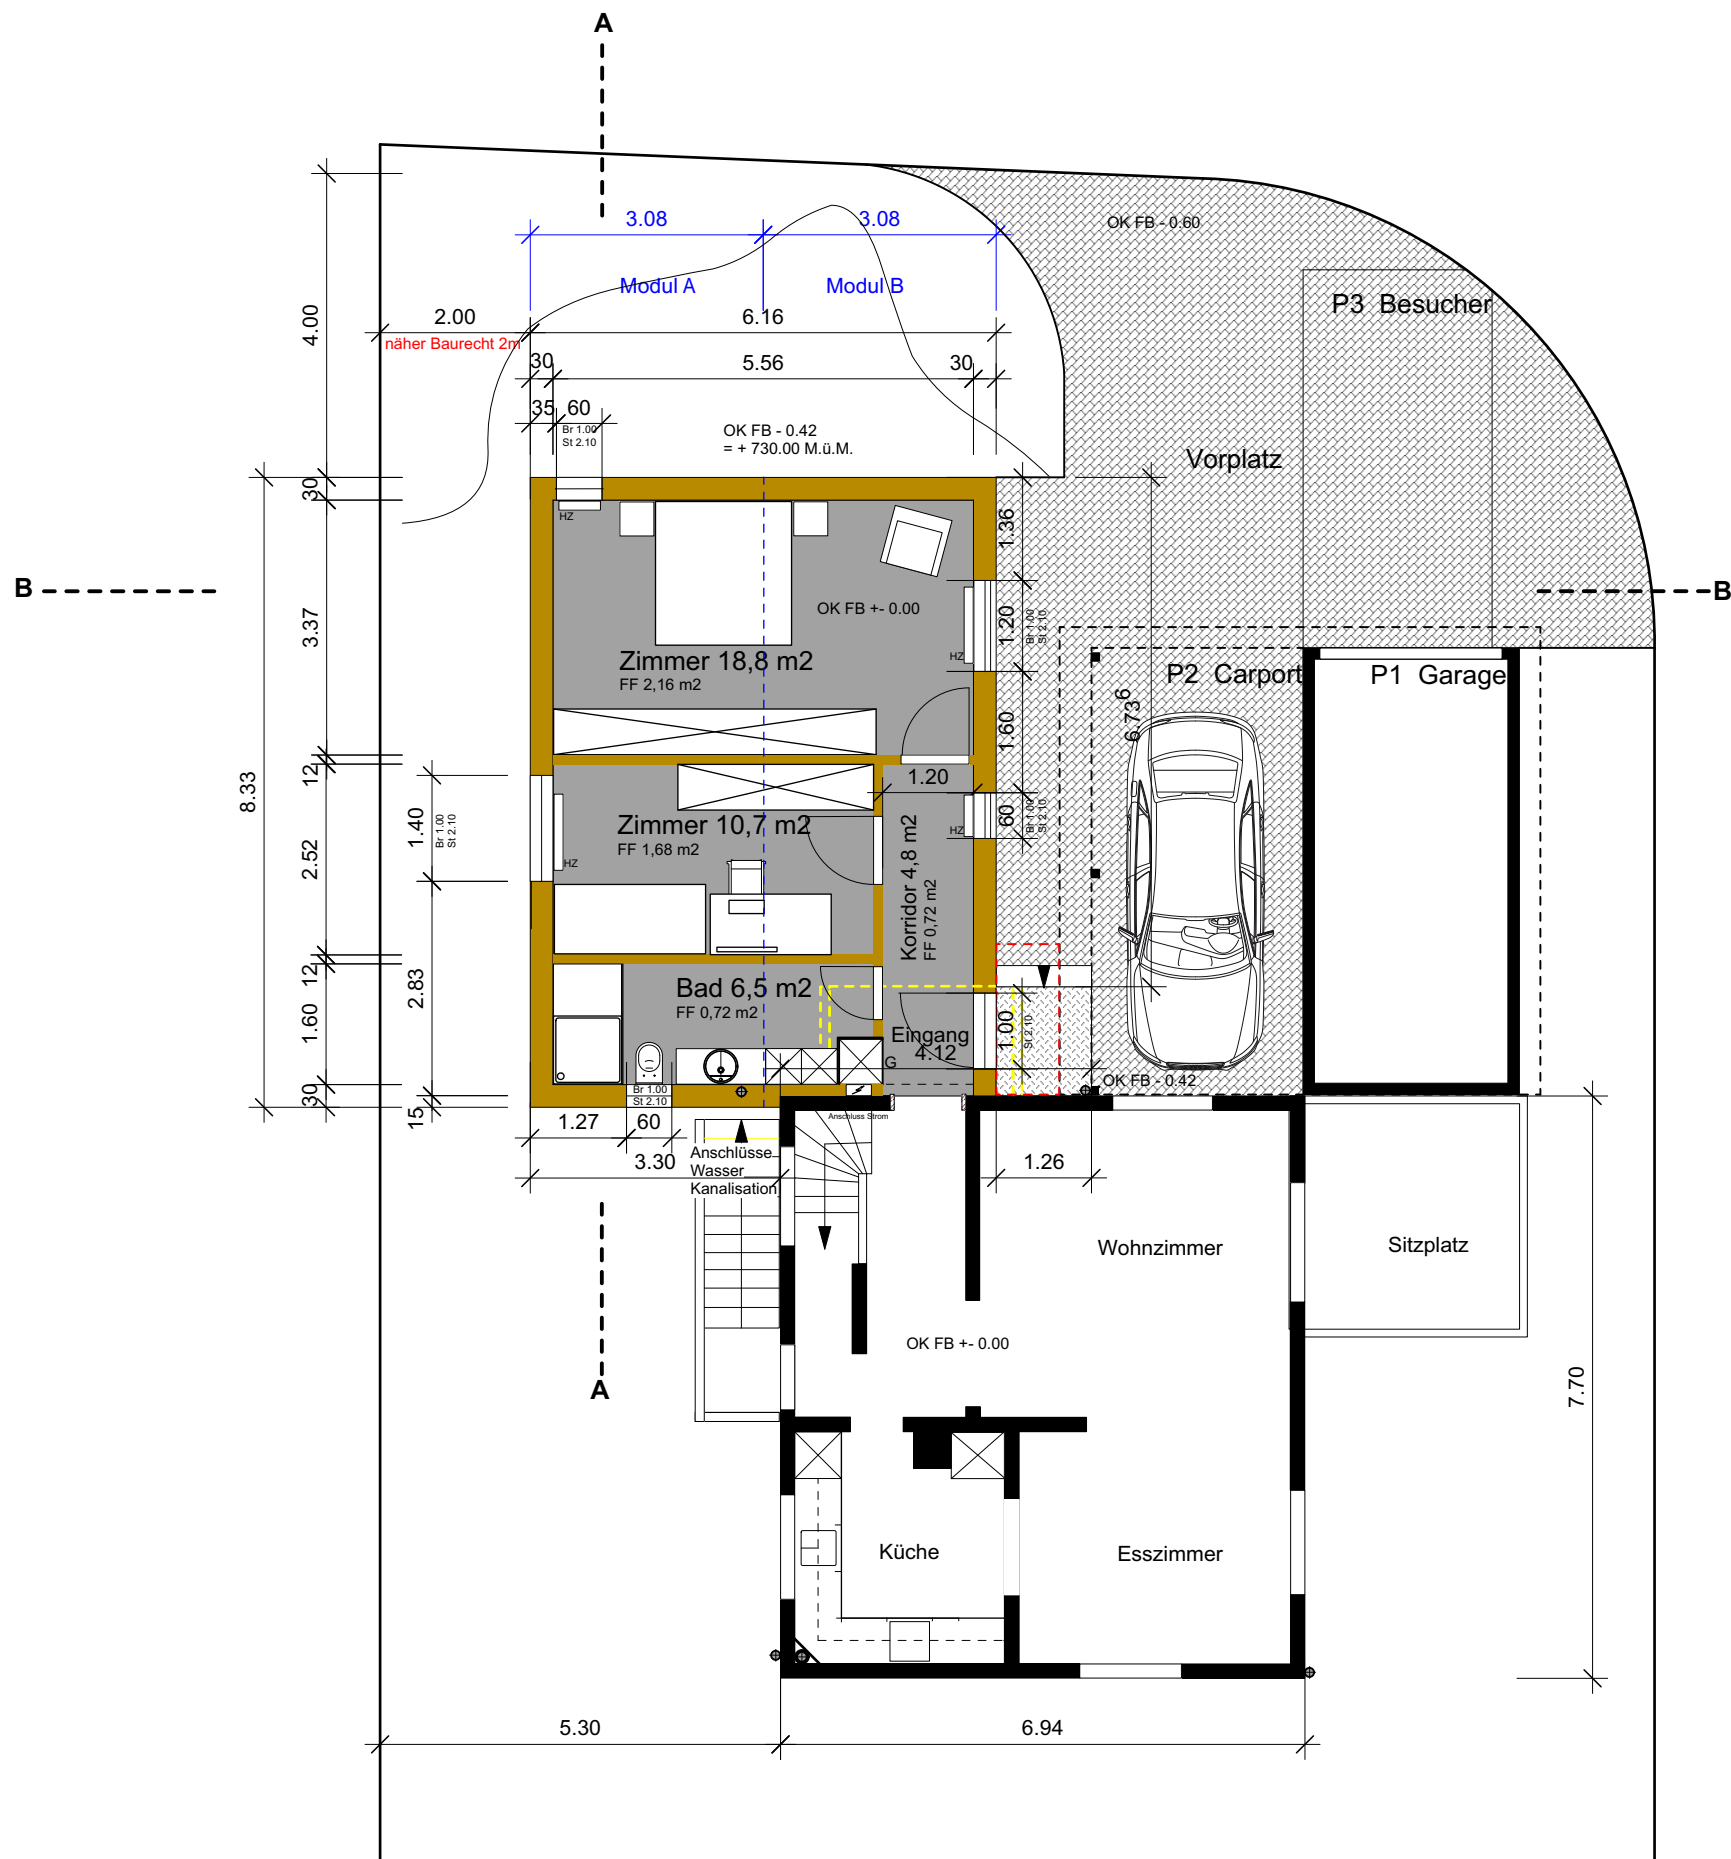 A
3.08
3.08
OK FB - 0.60
Modul A
Modul B
P3 Besucher
2.00
6.16
näher Baurecht 2m
4.00
30
5.56
30
35
60
Br 1.00
St 2.10
OK FB - 0.42
= + 730.00 M.ü.M.
Vorplatz
30
HZ
1.36
B
B
OK FB +- 0.00
3.37
1.20
Br 1.00
St 2.10
Zimmer 18,8 m2
FF 2,16 m2
HZ
P2 Carport
P1 Garage
6.73⁶
1.60
12
1.20
8.33
1.40
Br 1.00
St 2.10
Zimmer 10,7 m2
FF 1,68 m2
HZ
HZ
60
Br 1.00
St 2.10
2.52
Korridor 4,8 m2
FF 0,72 m2
12
2.83
Bad 6,5 m2
FF 0,72 m2
1.60
Eingang
4.12
G
1.00
St 2.10
OK FB - 0.42
30
15
Br 1.00
St 2.10
Anschluss Strom
1.27
60
3.30
Anschlüsse
Wasser
Kanalisation
1.26
Wohnzimmer
Sitzplatz
OK FB +- 0.00
A
7.70
Küche
Esszimmer
5.30
6.94